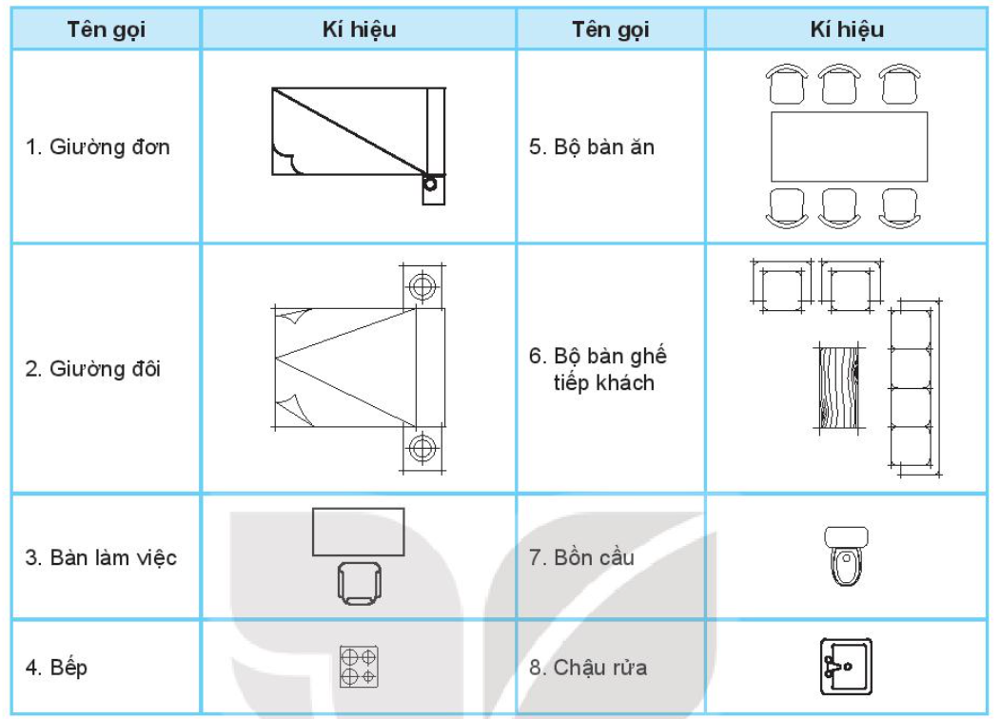 Tên gọi
Kí hiệu
Tên gọi
Kí hiệu
1. Giường đơn
5. Bộ bàn ăn
2. Giường đôi
6. Bộ bàn ghế
tiếp khách
3. Bàn làm việc
7. Bồn cầu
4. Bếp
8. Chậu rửa